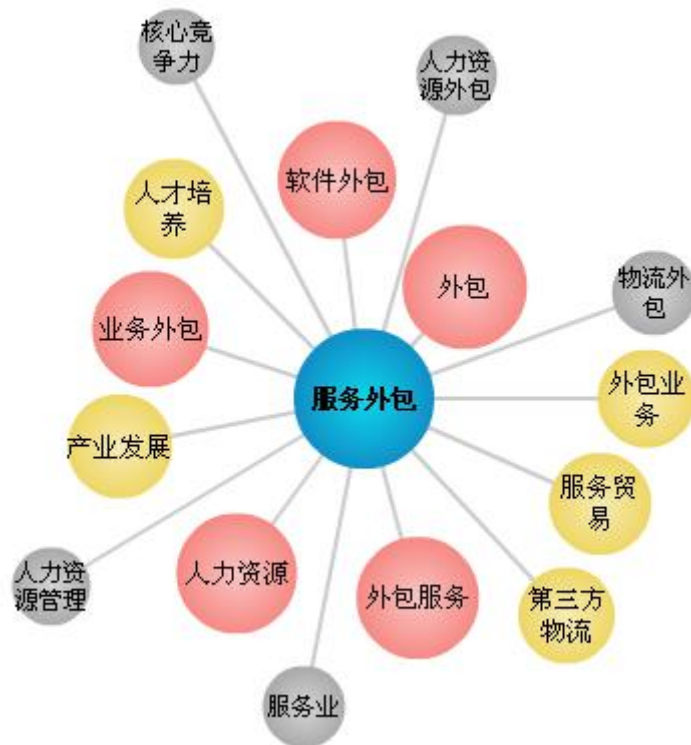 核心竞
争力
人力资
源外包
软件外包
人才培
养
外包
物流外
包
业务外包
外包业
务
服务外包
产业发展
服务贸
易
人力资
源管理
人力资源
外包服务
第三方
物流
服务业